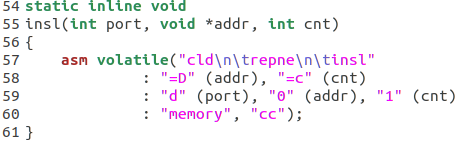 54 static inline void
55 insl(int port, void *addr, int cnt)
56 {
57     asm volatile("cld\n\trepne\n\tinsl"
58              : "=D" (addr), "=c" (cnt)
59              : "d" (port), "0" (addr), "1" (cnt)
60              : "memory", "cc");
61 }